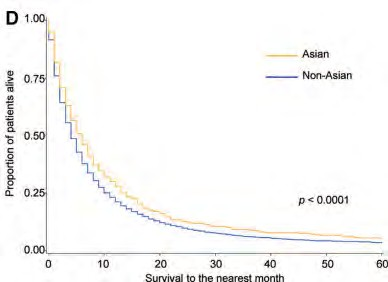 D
1.00
0.75
0.50
0.25
0.00
Proportion of patients alive
Asian
Non-Asian
p < 0.0001
0 10 20 30 40 50 60
Survival to the nearest month